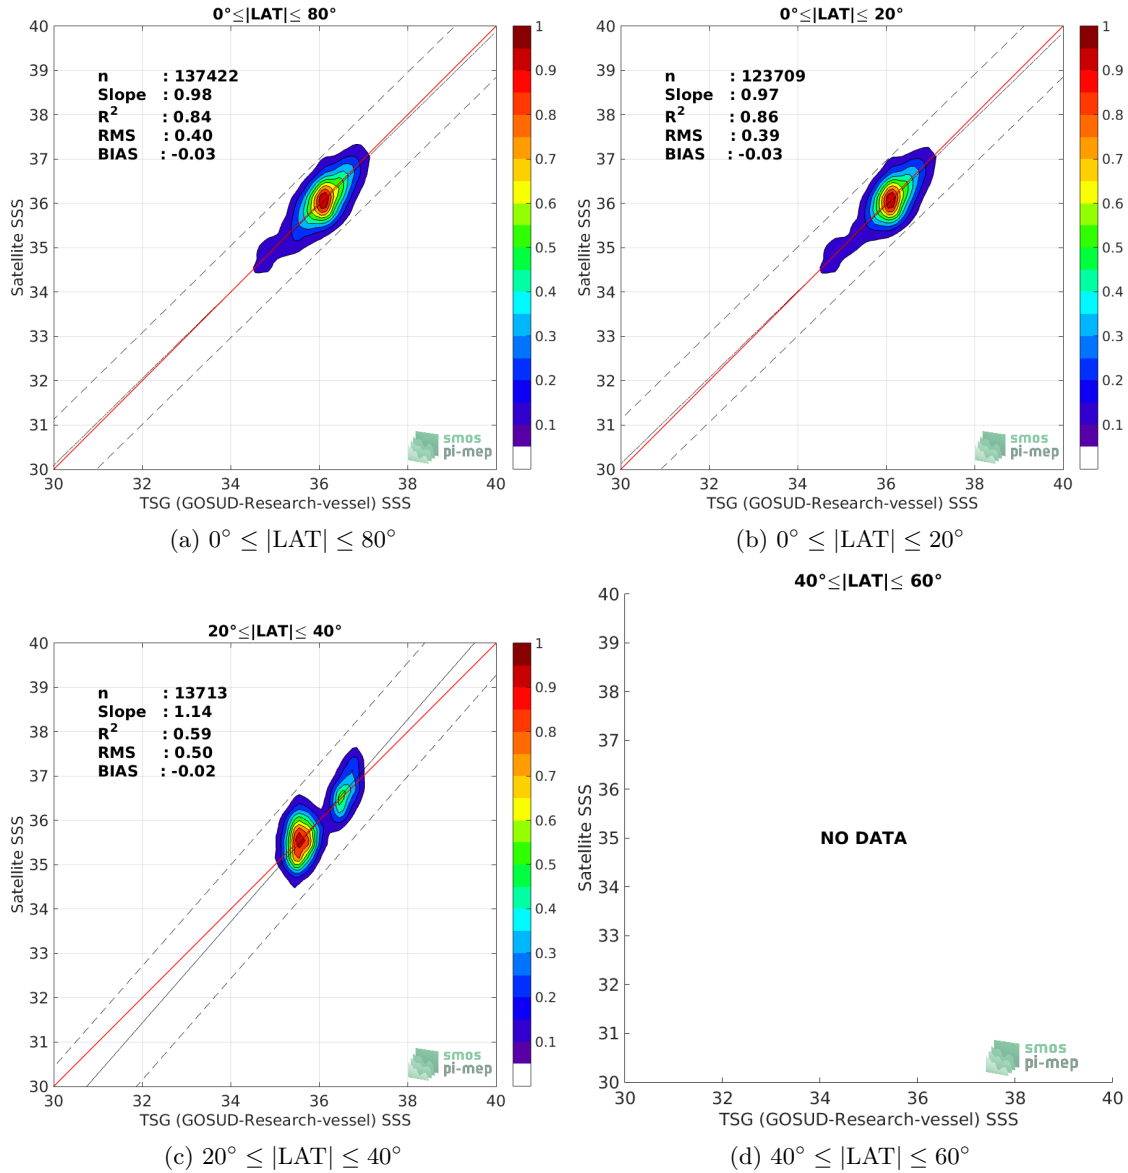 0°≤|LAT|≤ 80°
n : 137422
Slope : 0.98
R² : 0.84
RMS : 0.40
BIAS : -0.03
40
39
38
37
36
35
34
33
32
31
30
Satellite SSS
30 32 34 36 38 40
TSG (GOSUD-Research-vessel) SSS
1
0.9
0.8
0.7
0.6
0.5
0.4
0.3
0.2
0.1
smos
pi-mep
(a) 0° ≤ |LAT| ≤ 80°
0°≤|LAT|≤ 20°
n : 123709
Slope : 0.97
R² : 0.86
RMS : 0.39
BIAS : -0.03
40
39
38
37
36
35
34
33
32
31
30
Satellite SSS
30 32 34 36 38 40
TSG (GOSUD-Research-vessel) SSS
1
0.9
0.8
0.7
0.6
0.5
0.4
0.3
0.2
0.1
smos
pi-mep
(b) 0° ≤ |LAT| ≤ 20°
20°≤|LAT|≤ 40°
n : 13713
Slope : 1.14
R² : 0.59
RMS : 0.50
BIAS : -0.02
40
39
38
37
36
35
34
33
32
31
30
Satellite SSS
30 32 34 36 38 40
TSG (GOSUD-Research-vessel) SSS
1
0.9
0.8
0.7
0.6
0.5
0.4
0.3
0.2
0.1
smos
pi-mep
(c) 20° ≤ |LAT| ≤ 40°
40°≤|LAT|≤ 60°
40
39
38
37
36
35
34
33
32
31
30
Satellite SSS
NO DATA
30 32 34 36 38 40
TSG (GOSUD-Research-vessel) SSS
smos
pi-mep
(d) 40° ≤ |LAT| ≤ 60°